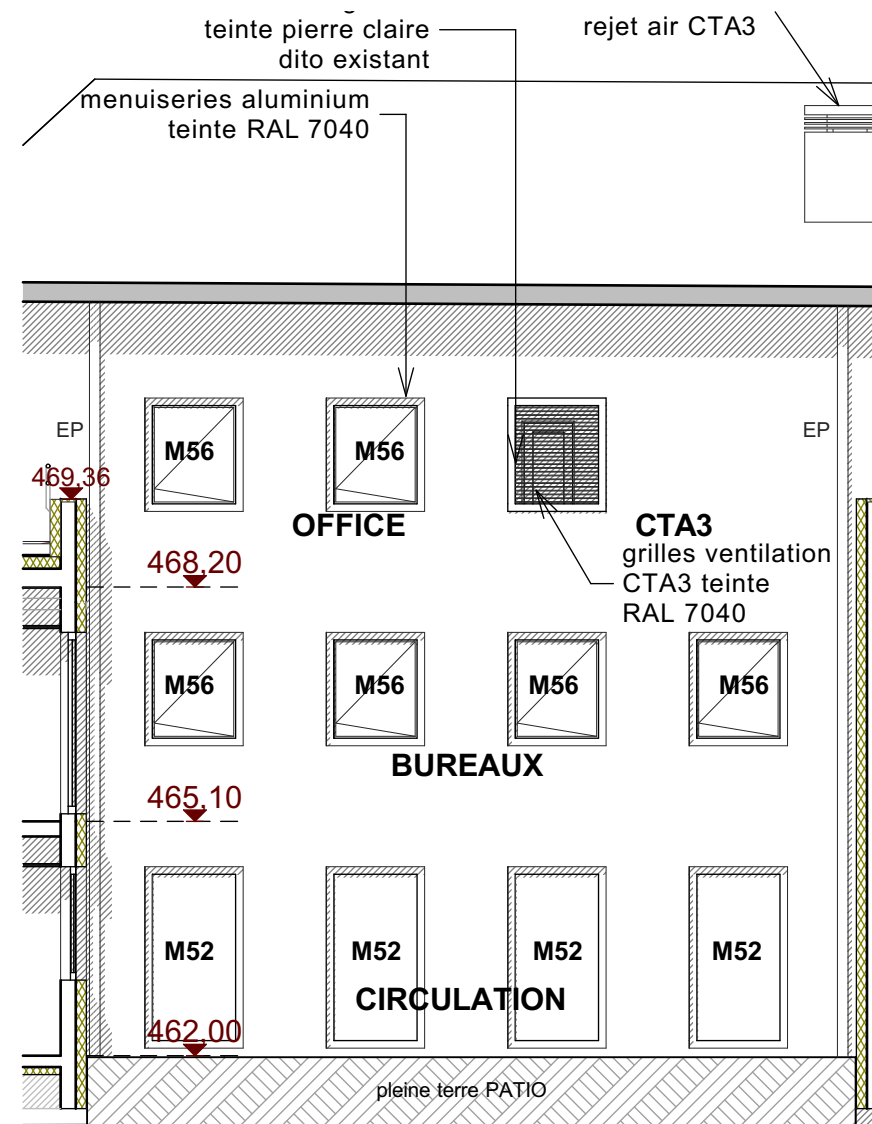 teinte pierre claire
dito existant
rejet air CTA3
menuiseries aluminium
teinte RAL 7040
EP
EP
M56
M56
469,36
OFFICE
CTA3
grilles ventilation
CTA3 teinte
RAL 7040
468,20
M56
M56
M56
M56
BUREAUX
465,10
M52
M52
M52
M52
CIRCULATION
462,00
pleine terre PATIO